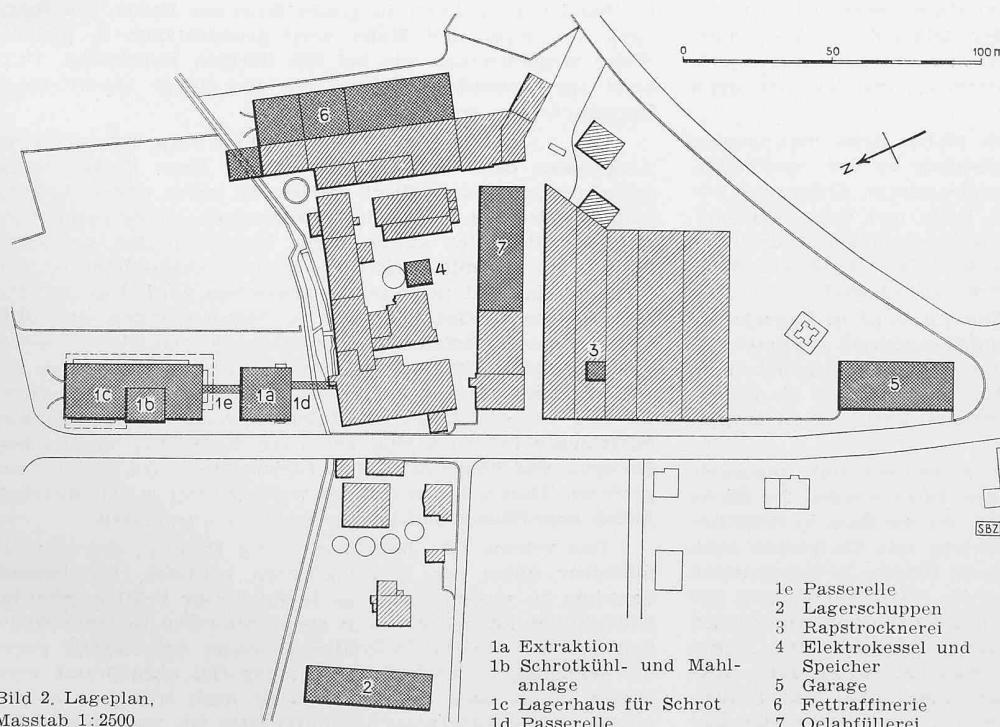 0 50 100 m
N
6
7
4
3
5
1c
1b
1e
1a
1d
2
SBZ
Bild 2. Lageplan,
Masstab 1 : 2500
1a Extraktion
1b Schrotkühl- und Mahl-
anlage
1c Lagerhaus für Schrot
1d Passerelle
1e Passerelle
2 Lagerschuppen
3 Rapstrocknerei
4 Elektrokessel und
Speicher
5 Garage
6 Fettraffinerie
7 Oelabfüllerei